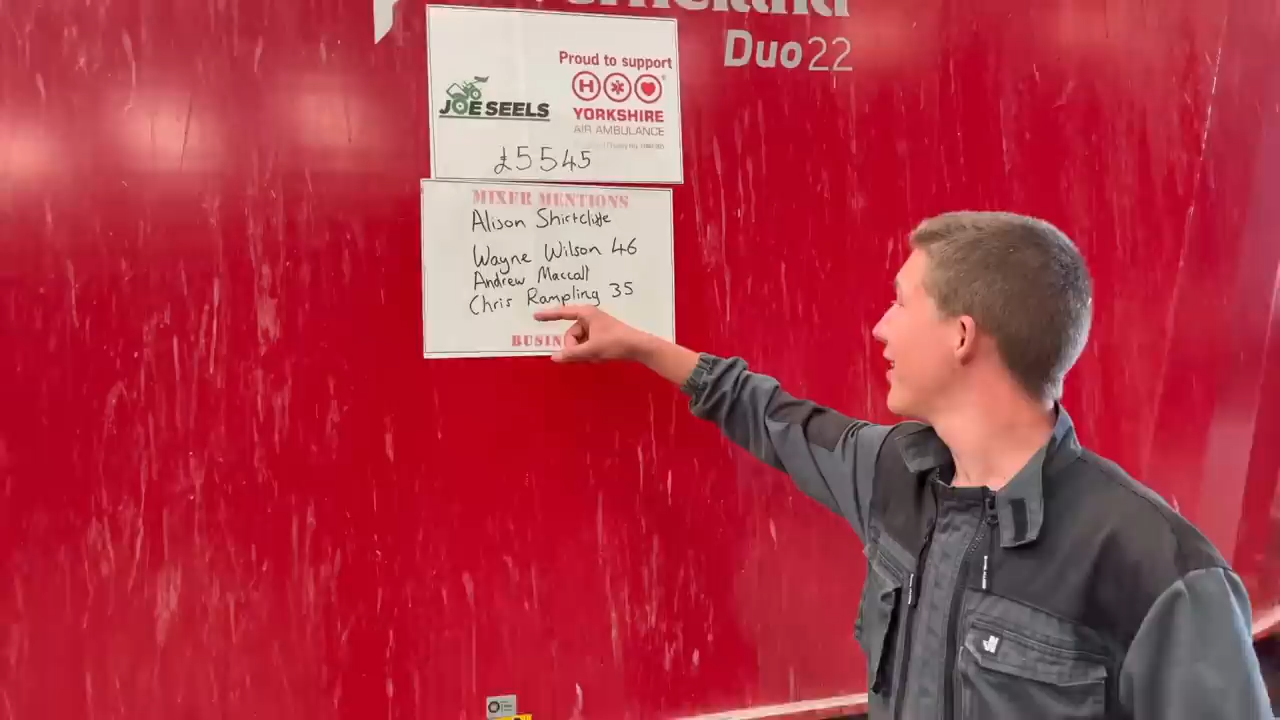 Duo22
Proud to support
JOE SEELS
YORKSHIRE
AIR AMBULANCE
£5545
MIXER MENTIONS
Alison Shirtcliffe
Wayne Wilson 46
Andrew Maccall
Chris Rampling 35